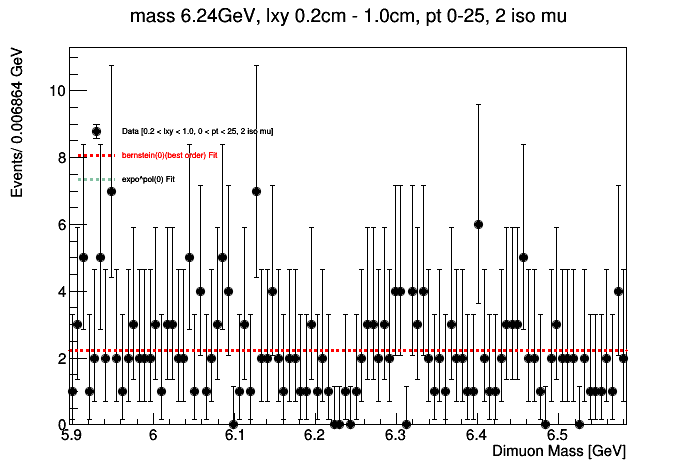 mass 6.24GeV, lxy 0.2cm - 1.0cm, pt 0-25, 2 iso mu
Events/ 0.006864 GeV
10
Data [0.2 < lxy < 1.0, 0 < pt < 25, 2 iso mu]
8
bernstein(0)(best order) Fit
expo*pol(0) Fit
6
4
2
0
5.9 6 6.1 6.2 6.3 6.4 6.5
Dimuon Mass [GeV]